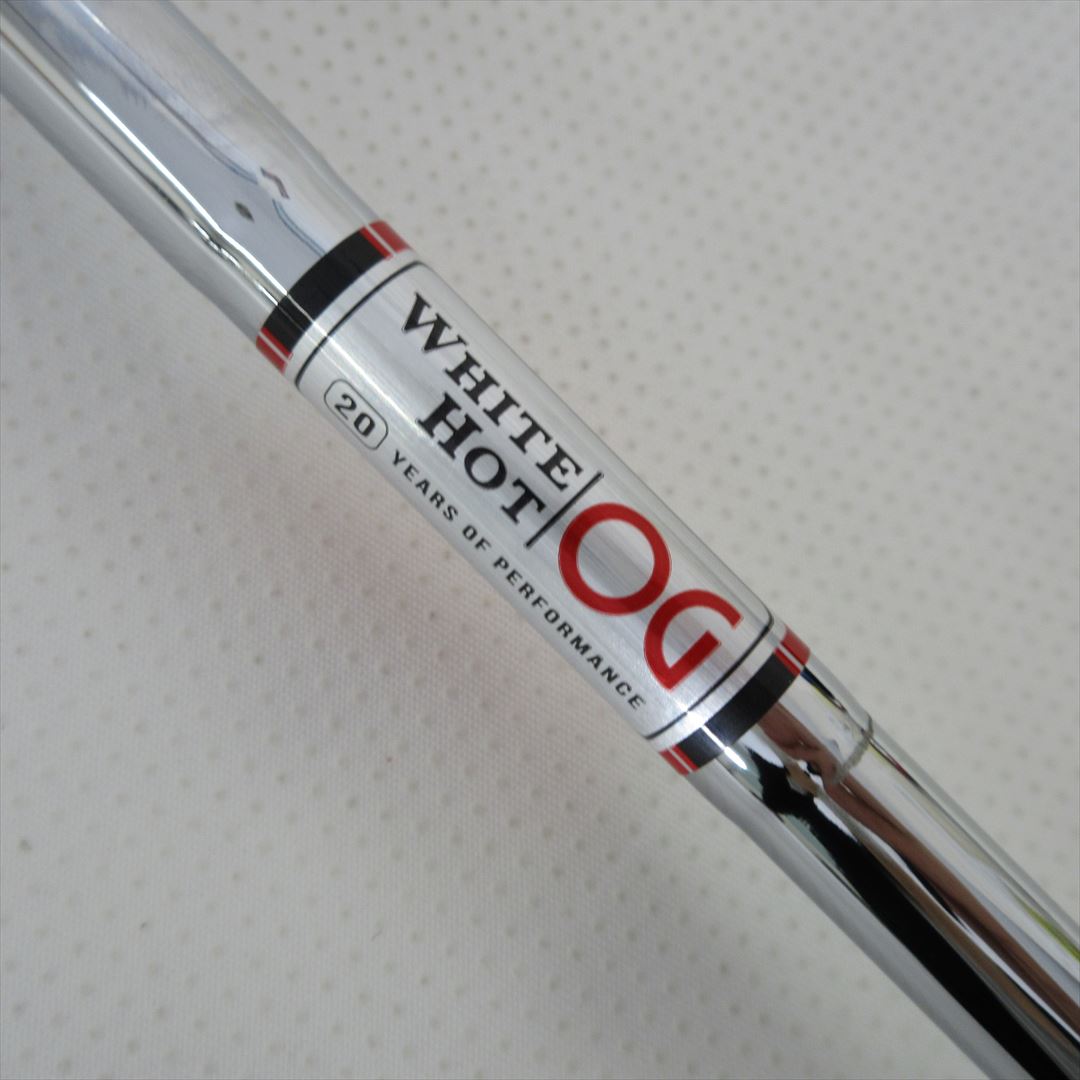 WHITE
HOT
OG
20 YEARS OF PERFORMANCE